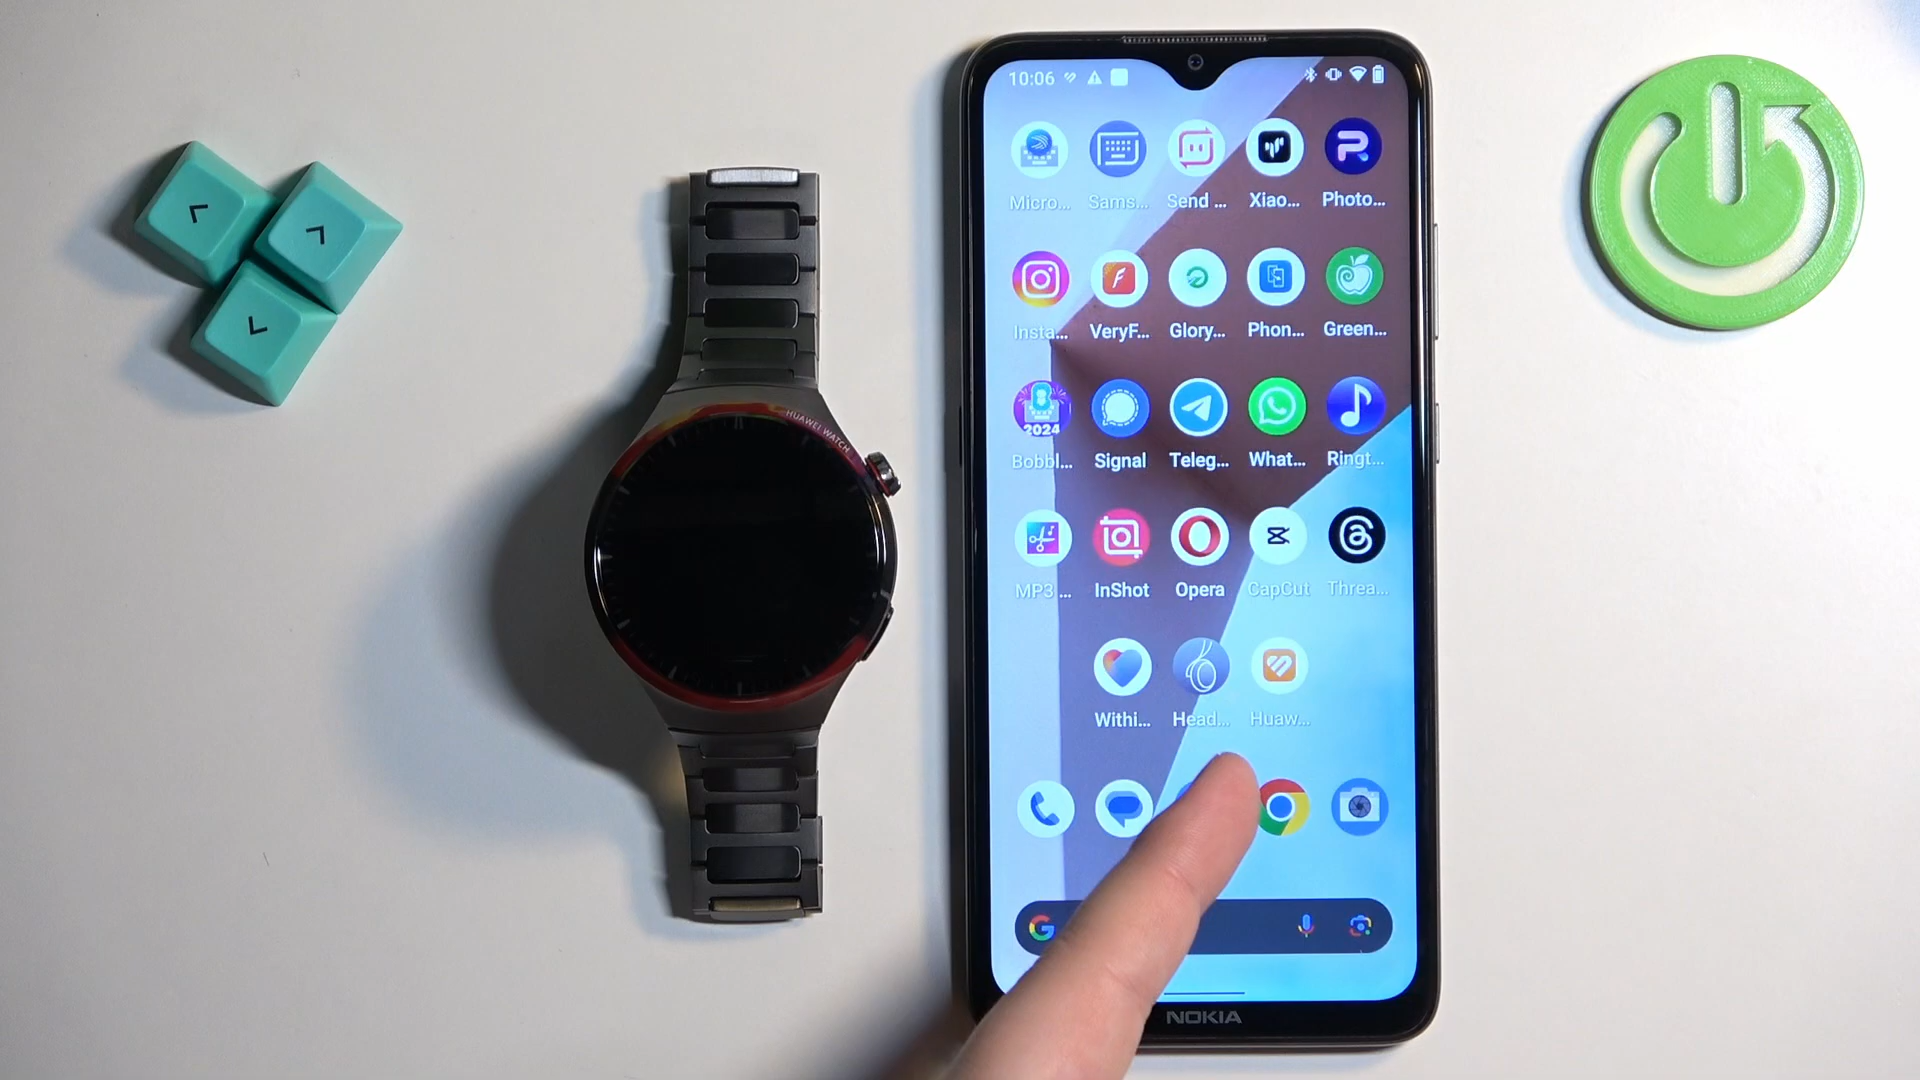 10:06
Micro... Sams... Send ... Xiao... Photo...
Insta... VeryF... Glory... Phon... Green...
2024
Bobbl... Signal Teleg... What... Ringt...
MP3 ... InShot Opera CapCut Threa...
Withi... Head... Huaw...
NOKIA
HUAWEI WATCH